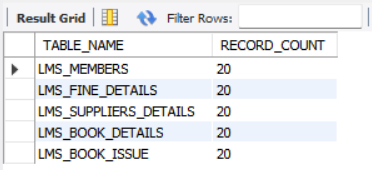 Result Grid Filter Rows:
TABLE_NAME RECORD_COUNT
LMS_MEMBERS 20
LMS_FINE_DETAILS 20
LMS_SUPPLIERS_DETAILS 20
LMS_BOOK_DETAILS 20
LMS_BOOK_ISSUE 20